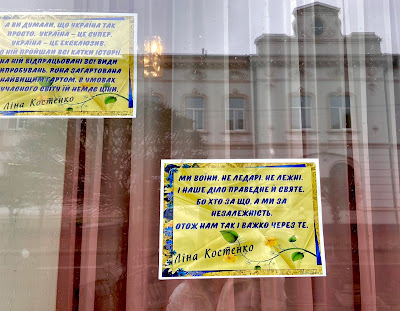 А ВИ ДУМАЛИ, ЩО УКРАЇНА ТАК
ПРОСТО. УКРАЇНА – ЦЕ СУПЕР.
УКРАЇНА – ЦЕ ЕКСКЛЮЗИВ.
НІЙ ПРОЙШЛИ ВСІ КАТКИ ІСТОРІЇ.
НА НІЙ ВІДПРАЦЬОВАНІ ВСІ ВИДИ
ИПРОБУВАНЬ. ВОНА ЗАГАРТОВАНА
НАЙВИЩИМ ГАРТОМ. В УМОВАХ
УЧАСНОГО СВІТУ ЇЙ НЕМАЄ ЦІНИ.
Ліна Костенко
МИ ВОЇНИ. НЕ ЛЕДАРІ. НЕ ЛЕЖНІ.
І НАШЕ ДІЛО ПРАВЕДНЕ Й СВЯТЕ.
БО ХТО ЗА ЩО, А МИ ЗА
НЕЗАЛЕЖНІСТЬ.
ОТОЖ НАМ ТАК І ВАЖКО ЧЕРЕЗ ТЕ.
Ліна Костенко